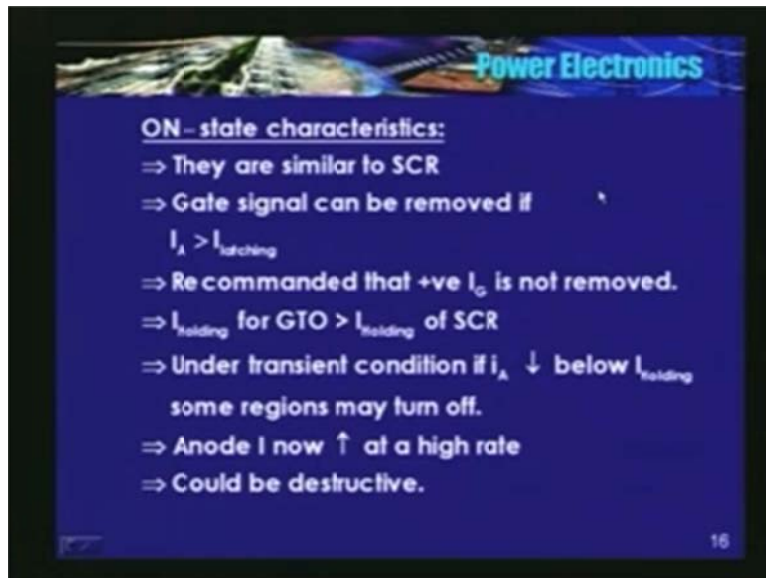 Power Electronics
ON-state characteristics:
⇒ They are similar to SCR
⇒ Gate signal can be removed if
I_A > I_latching
⇒ Recommanded that +ve I_G is not removed.
⇒ I_Holding for GTO > I_Holding of SCR
⇒ Under transient condition if i_A ↓ below I_Holding
some regions may turn off.
⇒ Anode I now ↑ at a high rate
⇒ Could be destructive.
16